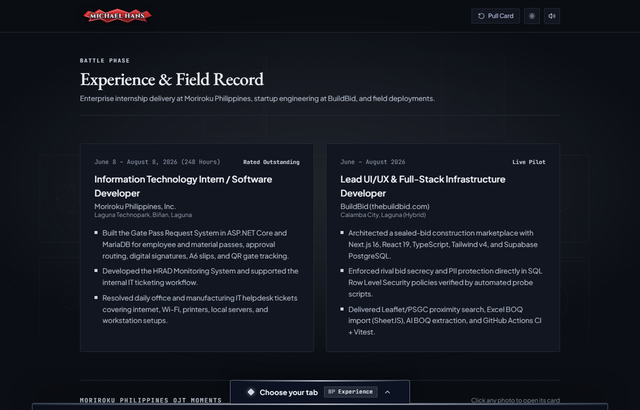 MICHAEL HANS
Pull Card
BATTLE PHASE
Experience & Field Record
Enterprise internship delivery at Moriroku Philippines, startup engineering at BuildBid, and field deployments.
June 8 – August 8, 2026 (248 Hours)
Rated Outstanding
Information Technology Intern / Software
Developer
Moriroku Philippines, Inc.
Laguna Technopark, Biñan, Laguna
Built the Gate Pass Request System in ASP.NET Core and
MariaDB for employee and material passes, approval
routing, digital signatures, A6 slips, and QR gate tracking.
Developed the HRAD Monitoring System and supported the
internal IT ticketing workflow.
Resolved daily office and manufacturing IT helpdesk tickets
covering internet, Wi-Fi, printers, local servers, and
workstation setups.
June – August 2026
Live Pilot
Lead UI/UX & Full-Stack Infrastructure
Developer
BuildBid (thebuildbid.com)
Calamba City, Laguna (Hybrid)
Architected a sealed-bid construction marketplace with
Next.js 16, React 19, TypeScript, Tailwind v4, and Supabase
PostgreSQL.
Enforced rival bid secrecy and PII protection directly in SQL
Row Level Security policies verified by automated probe
scripts.
Delivered Leaflet/PSGC proximity search, Excel BOQ
import (SheetJS), AI BOQ extraction, and GitHub Actions CI
+ Vitest.
MORIROKU PHILIPPINES OJT MOMENTS
Click any photo to open its card
Choose your tab
BP Experience